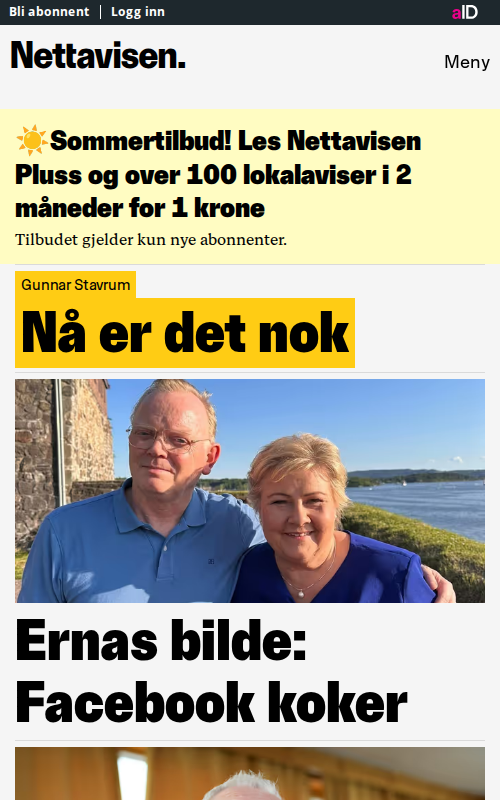 Bli abonnent | Logg inn
aID
Nettavisen.
Meny
☀️Sommertilbud! Les Nettavisen
Pluss og over 100 lokalaviser i 2
måneder for 1 krone
Tilbudet gjelder kun nye abonnenter.
Gunnar Stavrum
Nå er det nok
Ernas bilde:
Facebook koker